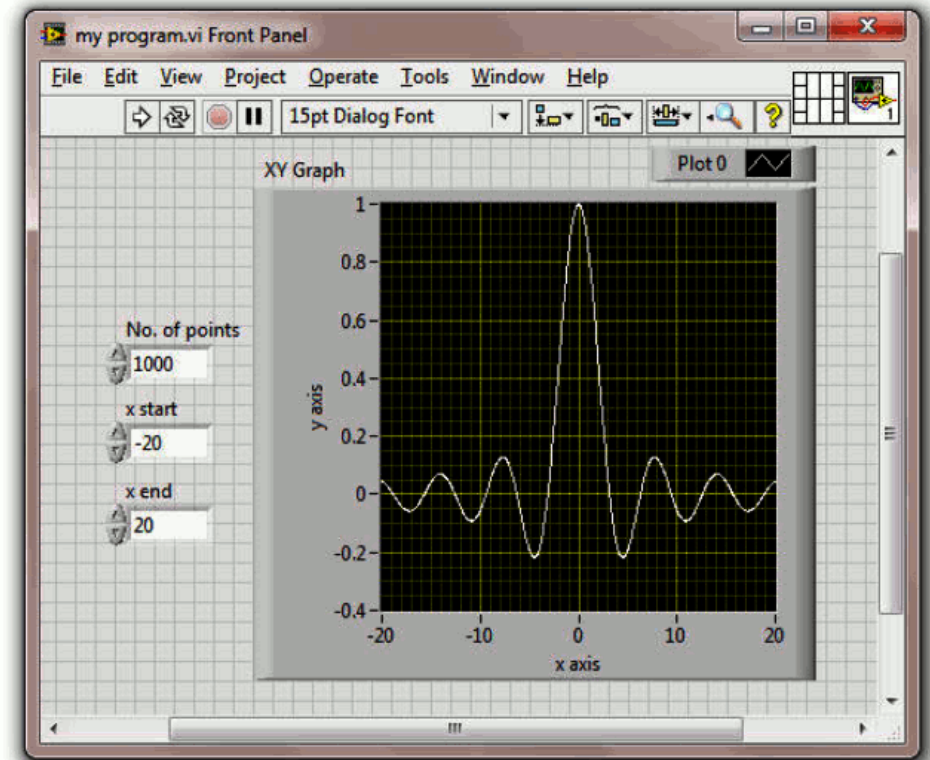 my program.vi Front Panel
File Edit View Project Operate Tools Window Help
15pt Dialog Font
1
XY Graph
Plot 0
1
0.8
0.6
0.4
0.2
0
-0.2
-0.4
y axis
-20 -10 0 10 20
x axis
No. of points
1000
x start
-20
x end
20